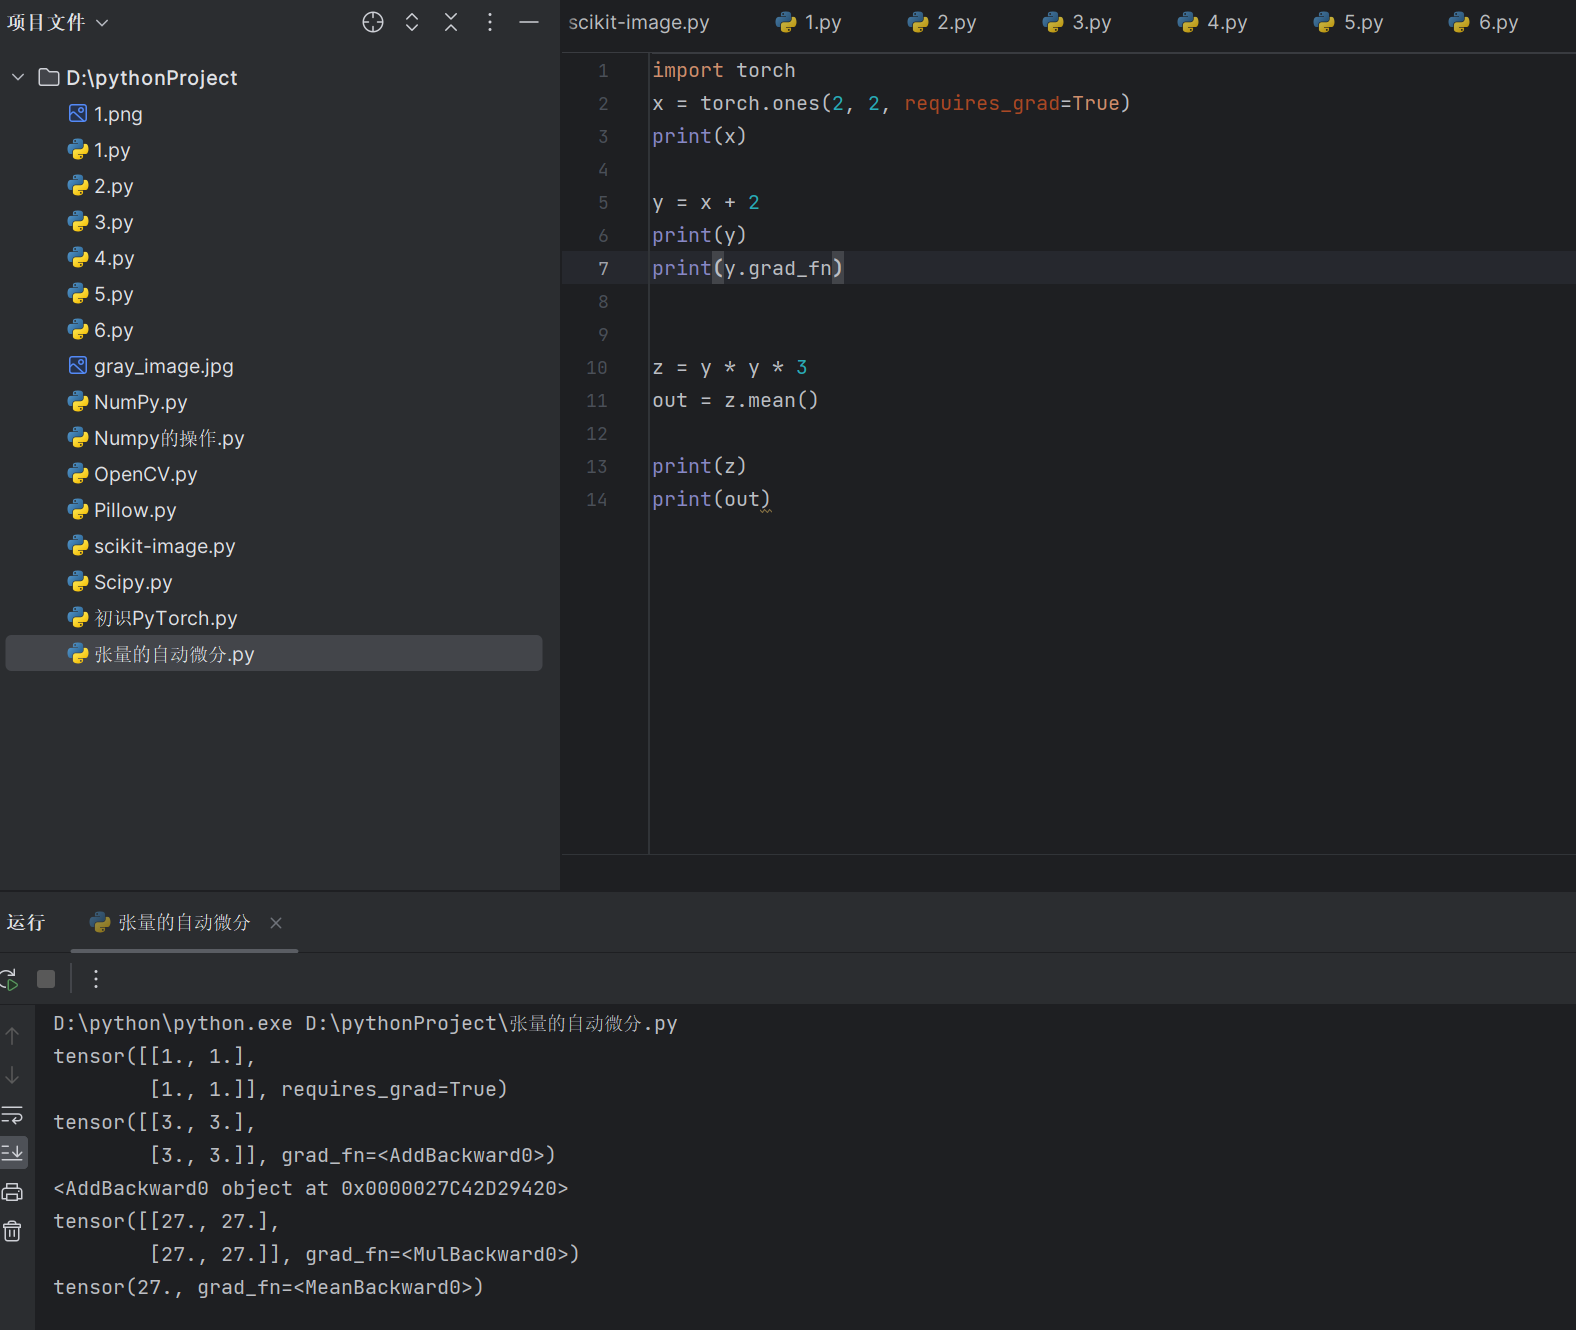 项目文件
D:\pythonProject
1.png
1.py
2.py
3.py
4.py
5.py
6.py
gray_image.jpg
NumPy.py
Numpy的操作.py
OpenCV.py
Pillow.py
scikit-image.py
Scipy.py
初识PyTorch.py
张量的自动微分.py
scikit-image.py 1.py 2.py 3.py 4.py 5.py 6.py
1 import torch
2 x = torch.ones(2, 2, requires_grad=True)
3 print(x)
4
5 y = x + 2
6 print(y)
7 print(y.grad_fn)
8
9
10 z = y * y * 3
11 out = z.mean()
12
13 print(z)
14 print(out)
运行 张量的自动微分
D:\python\python.exe D:\pythonProject\张量的自动微分.py
tensor([[1., 1.],
        [1., 1.]], requires_grad=True)
tensor([[3., 3.],
        [3., 3.]], grad_fn=<AddBackward0>)
<AddBackward0 object at 0x0000027C42D29420>
tensor([[27., 27.],
        [27., 27.]], grad_fn=<MulBackward0>)
tensor(27., grad_fn=<MeanBackward0>)